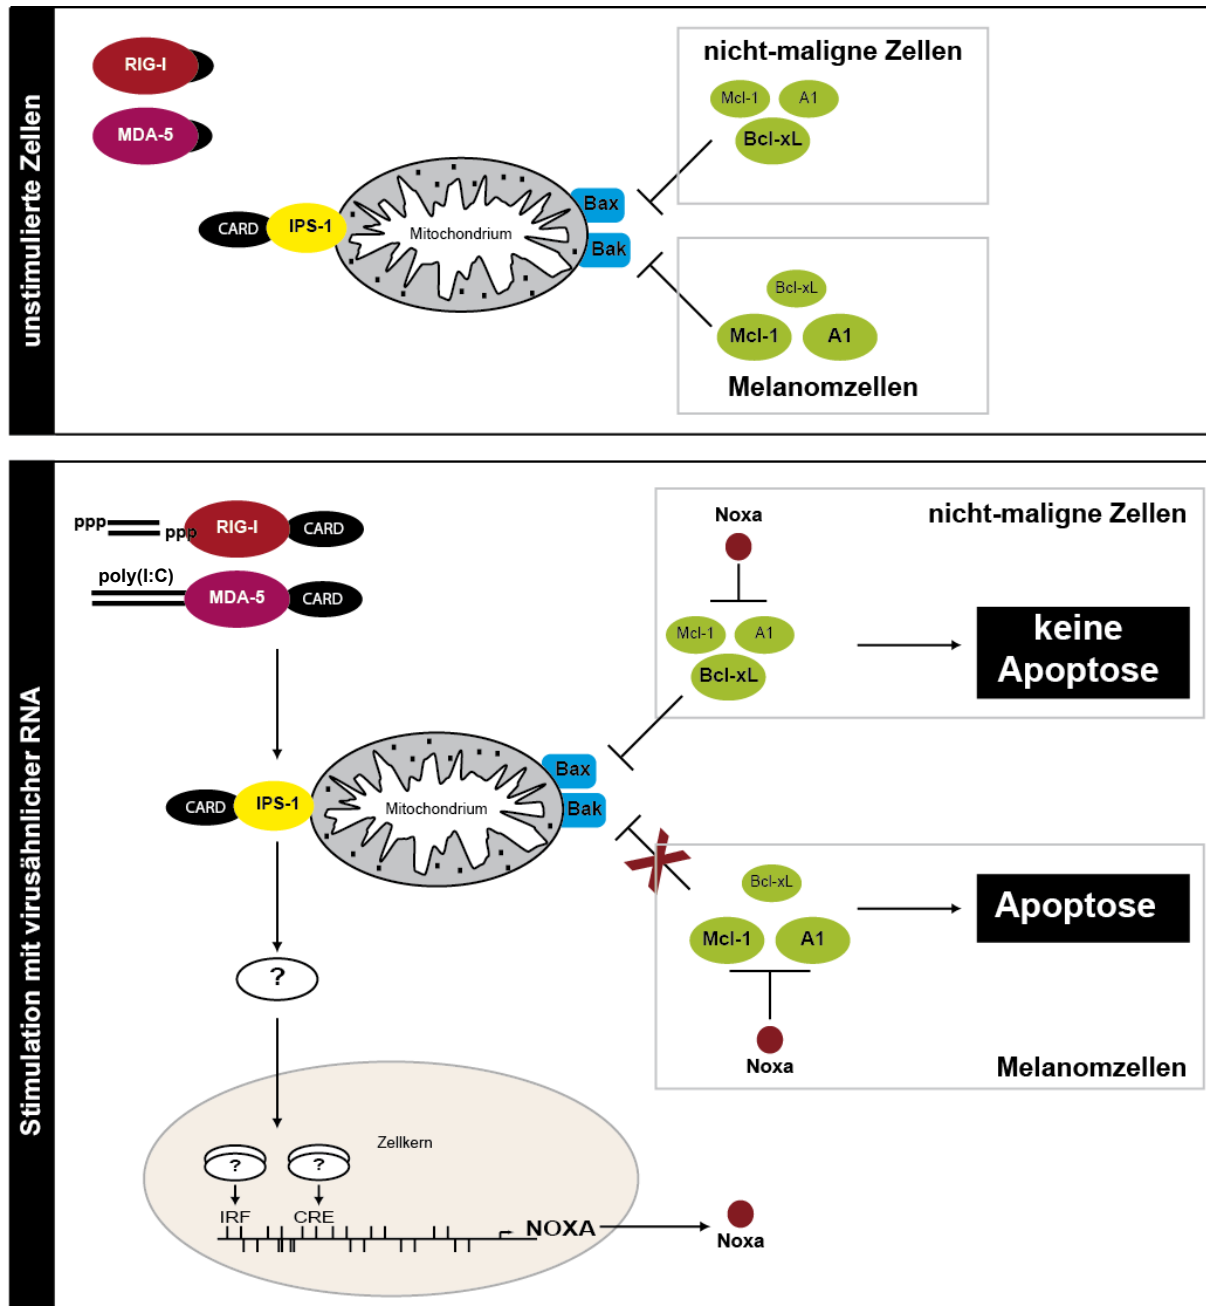 unstimulierte Zellen
RIG-I
MDA-5
CARD
IPS-1
Mitochondrium
Bax
Bak
nicht-maligne Zellen
Mcl-1
A1
Bcl-xL
Bcl-xL
Mcl-1
A1
Melanomzellen
Stimulation mit virusähnlicher RNA
ppp
ppp
RIG-I
CARD
poly(I:C)
MDA-5
CARD
CARD
IPS-1
Mitochondrium
Bax
Bak
?
Zellkern
?
?
IRF
CRE
NOXA
Noxa
nicht-maligne Zellen
Noxa
Mcl-1
A1
Bcl-xL
keine
Apoptose
Bcl-xL
Mcl-1
A1
Apoptose
Noxa
Melanomzellen